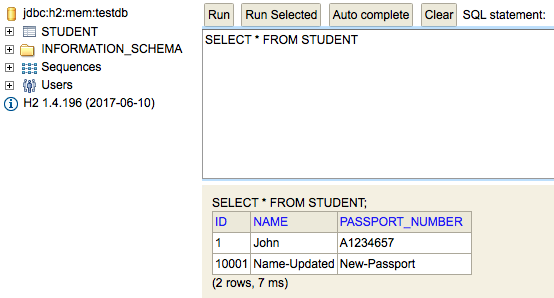 jdbc:h2:mem:testdb
STUDENT
INFORMATION_SCHEMA
Sequences
Users
H2 1.4.196 (2017-06-10)
Run Run Selected Auto complete Clear SQL statement:
SELECT * FROM STUDENT
SELECT * FROM STUDENT;
ID NAME PASSPORT_NUMBER
1 John A1234657
10001 Name-Updated New-Passport
(2 rows, 7 ms)